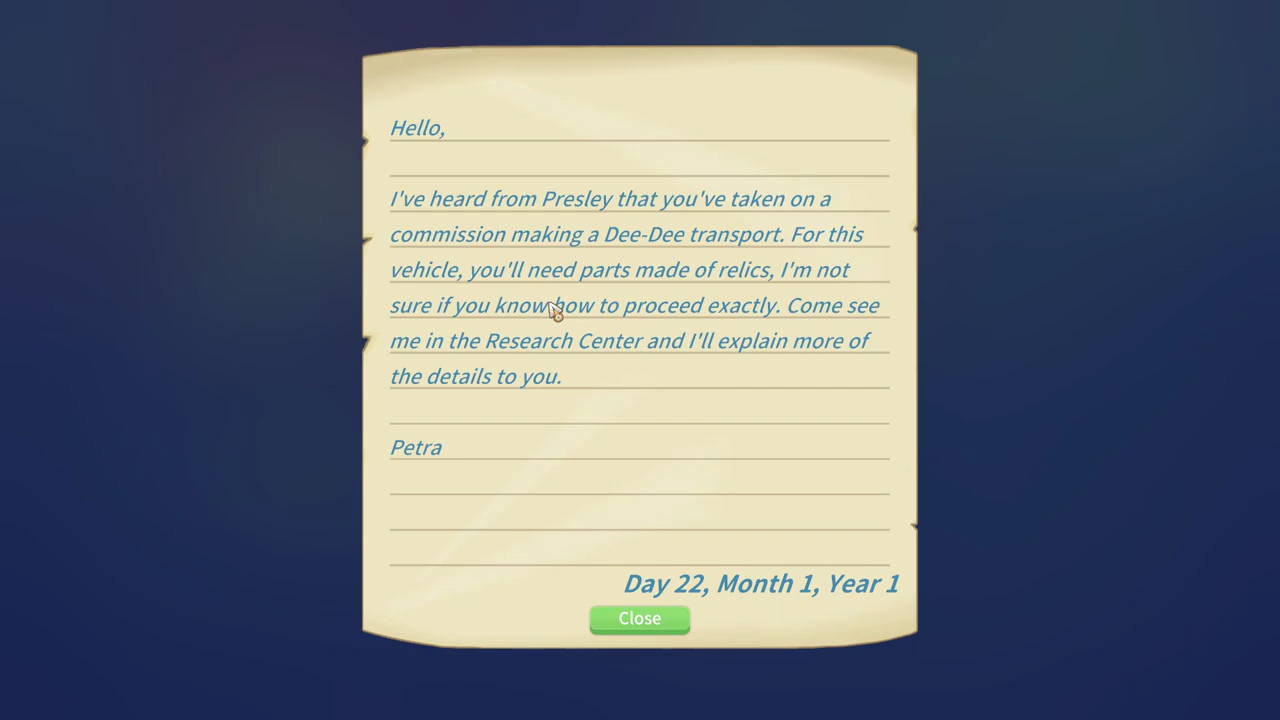 Hello,
I've heard from Presley that you've taken on a
commission making a Dee-Dee transport. For this
vehicle, you'll need parts made of relics, I'm not
sure if you know how to proceed exactly. Come see
me in the Research Center and I'll explain more of
the details to you.
Petra
Day 22, Month 1, Year 1
Close